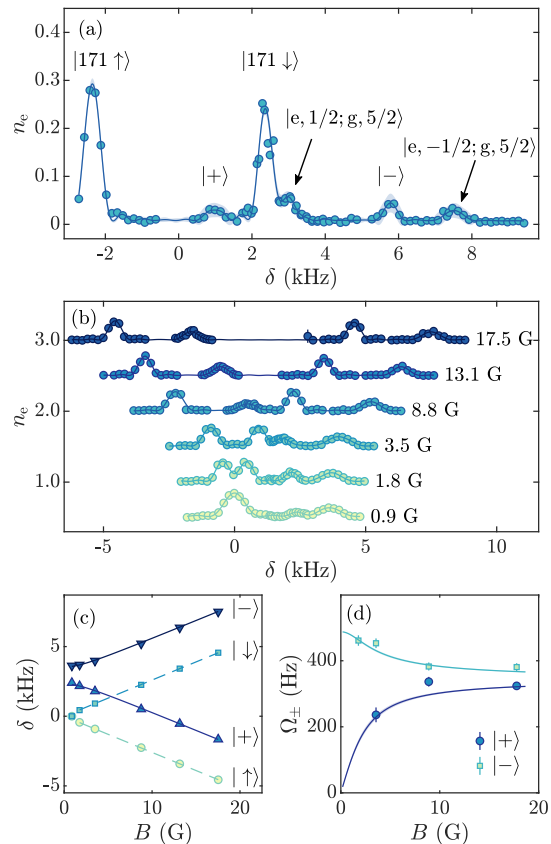 (a)
|171 ↑⟩
|171 ↓⟩
|e, 1/2; g, 5/2⟩
|e, −1/2; g, 5/2⟩
|+⟩
|−⟩
0.4
0.3
0.2
0.1
0
n_e
-2
0
2
4
6
8
δ (kHz)
(b)
3.0
2.0
1.0
n_e
17.5 G
13.1 G
8.8 G
3.5 G
1.8 G
0.9 G
-5
0
5
10
δ (kHz)
(c)
|−⟩
|↓⟩
|+⟩
|↑⟩
5
0
-5
δ (kHz)
0
10
20
B (G)
(d)
600
400
200
0
Ω± (Hz)
|+⟩
|−⟩
0
10
20
B (G)